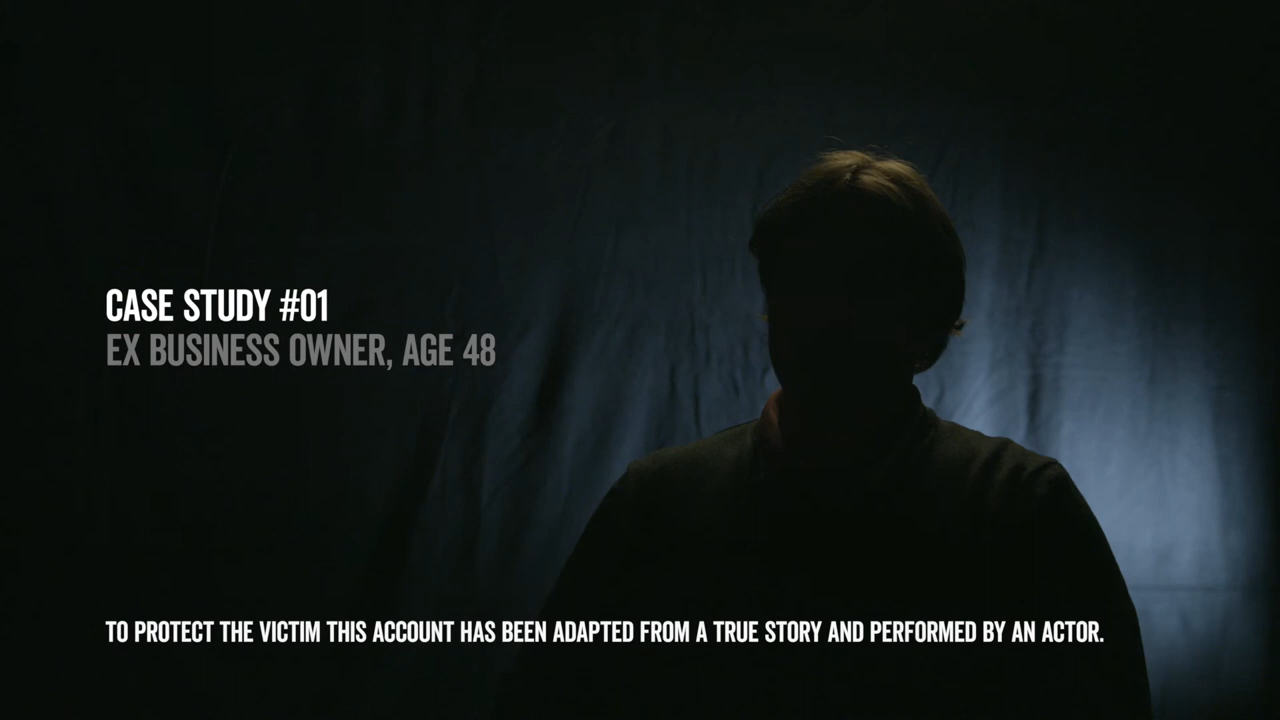 CASE STUDY #01
EX BUSINESS OWNER, AGE 48
TO PROTECT THE VICTIM THIS ACCOUNT HAS BEEN ADAPTED FROM A TRUE STORY AND PERFORMED BY AN ACTOR.